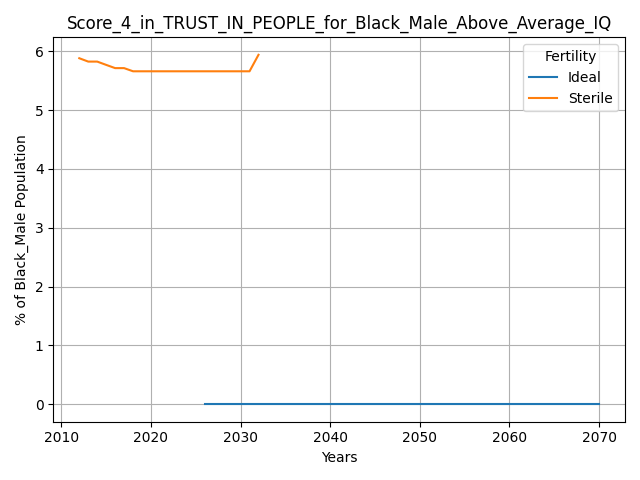 Score_4_in_TRUST_IN_PEOPLE_for_Black_Male_Above_Average_IQ
% of Black_Male Population
6
5
4
3
2
1
0
Fertility
Ideal
Sterile
2010 2020 2030 2040 2050 2060 2070
Years